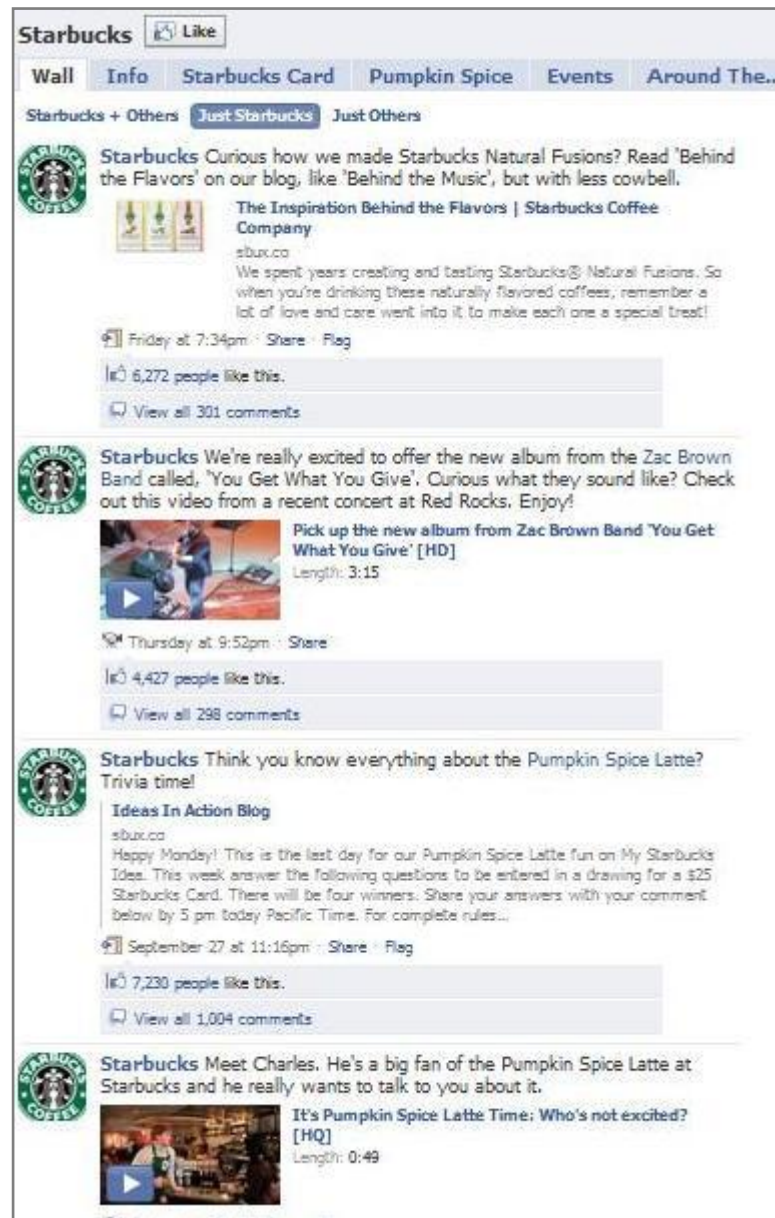 Starbucks Like
Wall Info Starbucks Card Pumpkin Spice Events Around The..
Starbucks + Others Just Starbucks Just Others
STARBUCKS COFFEE
Starbucks Curious how we made Starbucks Natural Fusions? Read 'Behind
the Flavors' on our blog, like 'Behind the Music', but with less cowbell.
The Inspiration Behind the Flavors | Starbucks Coffee
Company
sbux.co
We spent years creating and tasting Starbucks® Natural Fusions. So
when you're drinking these naturally flavored coffees, remember a
lot of love and care went into it to make each one a special treat!
Friday at 7:34pm · Share · Flag
6,272 people like this.
View all 301 comments
STARBUCKS COFFEE
Starbucks We're really excited to offer the new album from the Zac Brown
Band called, 'You Get What You Give'. Curious what they sound like? Check
out this video from a recent concert at Red Rocks. Enjoy!
Pick up the new album from Zac Brown Band 'You Get
What You Give' [HD]
Length: 3:15
Thursday at 9:52pm · Share
4,427 people like this.
View all 298 comments
STARBUCKS COFFEE
Starbucks Think you know everything about the Pumpkin Spice Latte?
Trivia time!
Ideas In Action Blog
sbux.co
Happy Monday! This is the last day for our Pumpkin Spice Latte fun on My Starbucks
Idea. This week answer the following questions to be entered in a drawing for a $25
Starbucks Card. There will be four winners. Share your answers with your comment
below by 5 pm today Pacific Time. For complete rules...
September 27 at 11:16pm · Share · Flag
7,230 people like this.
View all 1,004 comments
STARBUCKS COFFEE
Starbucks Meet Charles. He's a big fan of the Pumpkin Spice Latte at
Starbucks and he really wants to talk to you about it.
It's Pumpkin Spice Latte Time: Who's not excited?
[HQ]
Length: 0:49